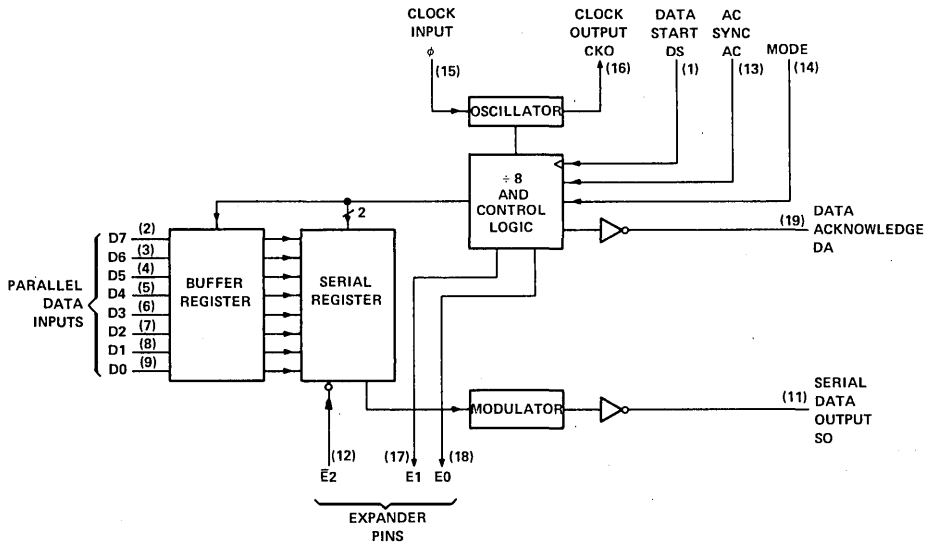 CLOCK INPUT φ
(15)
CLOCK OUTPUT CKO
(16)
DATA START DS
(1)
AC SYNC AC
(13)
MODE
(14)
OSCILLATOR
÷ 8
AND
CONTROL
LOGIC
2
(19)
DATA
ACKNOWLEDGE
DA
PARALLEL
DATA
INPUTS
D7 (2)
D6 (3)
D5 (4)
D4 (5)
D3 (6)
D2 (7)
D1 (8)
D0 (9)
BUFFER
REGISTER
SERIAL
REGISTER
MODULATOR
(11)
SERIAL
DATA
OUTPUT
SO
(12)
E̅2
(17)
E1
(18)
E0
EXPANDER
PINS